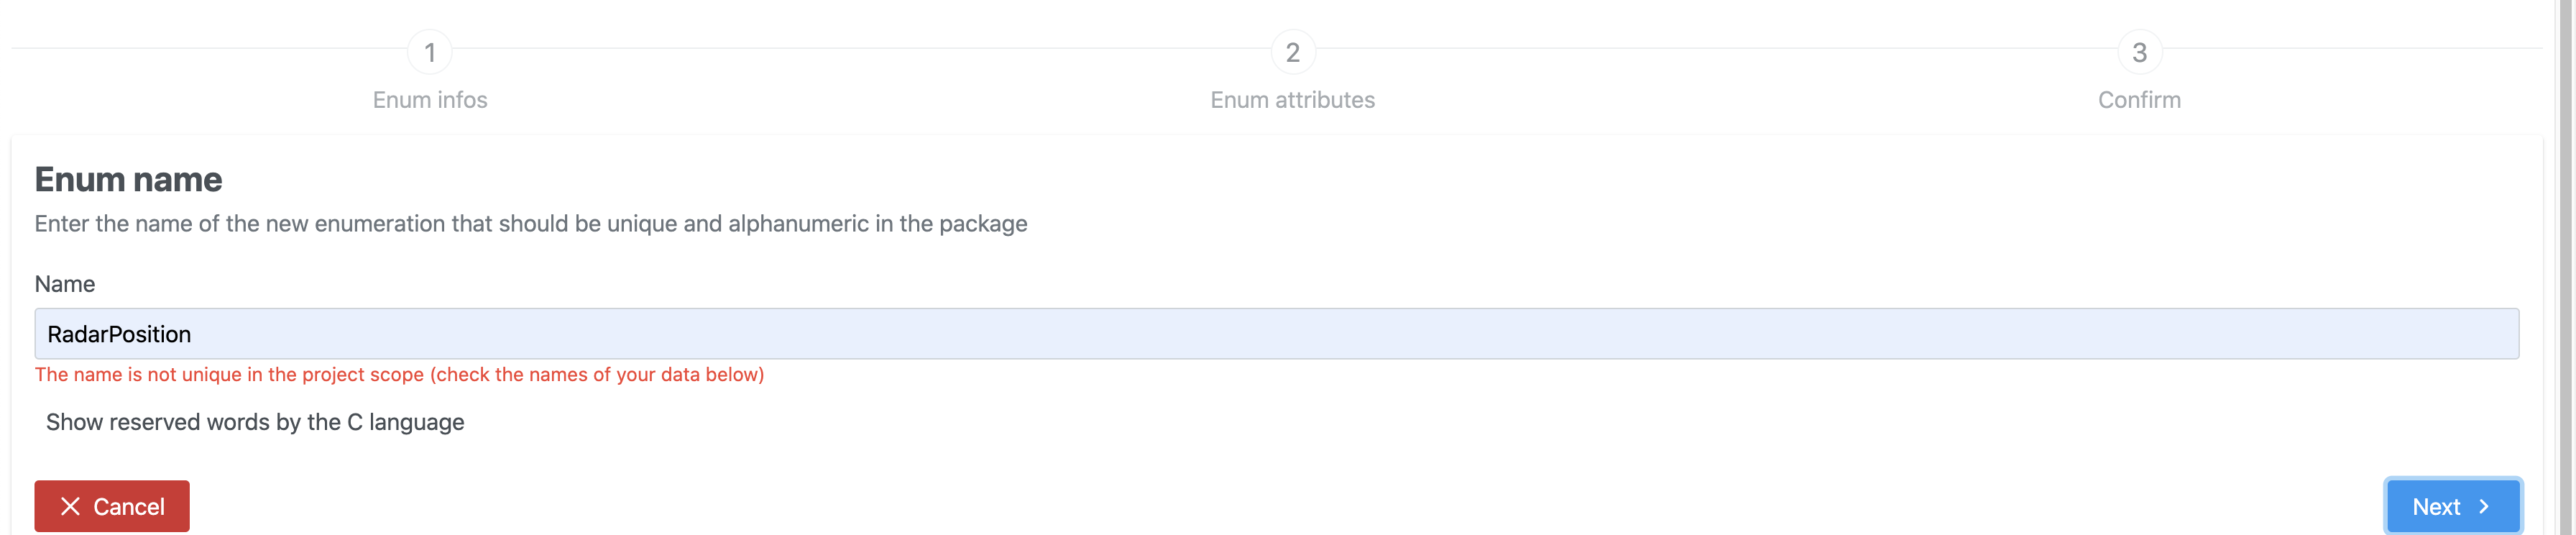 1
2
3
Enum infos
Enum attributes
Confirm
Enum name
Enter the name of the new enumeration that should be unique and alphanumeric in the package
Name
RadarPosition
The name is not unique in the project scope (check the names of your data below)
Show reserved words by the C language
Cancel
Next